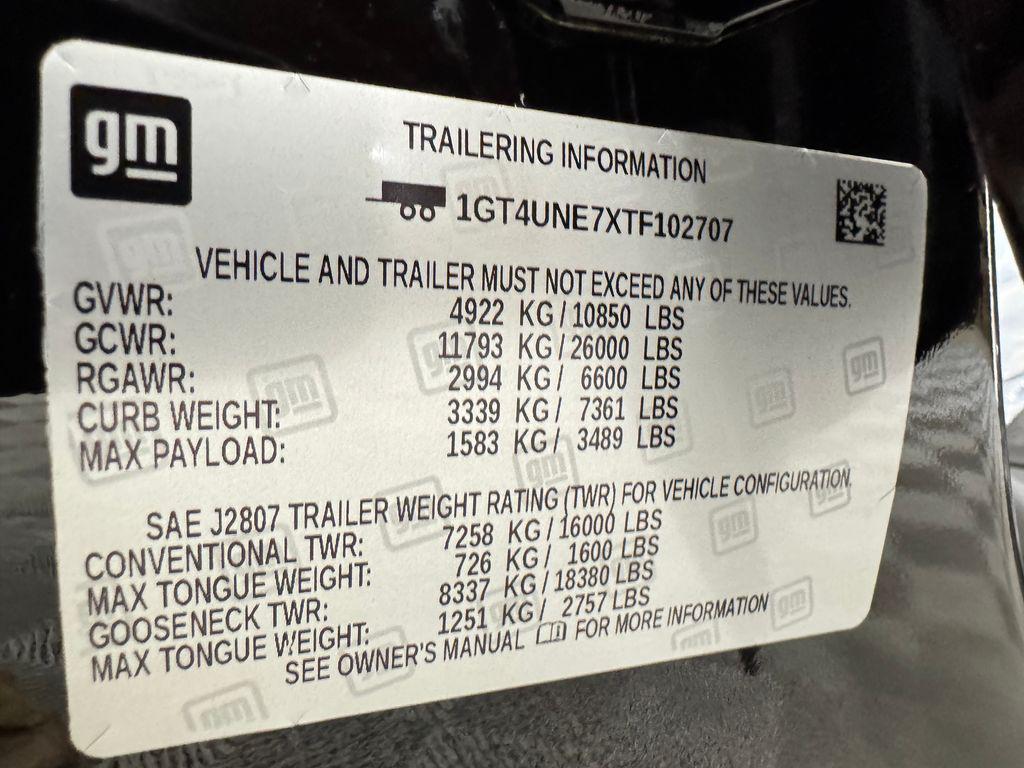 gm
TRAILERING INFORMATION
1GT4UNE7XTF102707
VEHICLE AND TRAILER MUST NOT EXCEED ANY OF THESE VALUES.
GVWR: 4922 KG/10850 LBS
GCWR: 11793 KG/26000 LBS
RGAWR: 2994 KG/ 6600 LBS
CURB WEIGHT: 3339 KG/ 7361 LBS
MAX PAYLOAD: 1583 KG/ 3489 LBS
SAE J2807 TRAILER WEIGHT RATING (TWR) FOR VEHICLE CONFIGURATION.
CONVENTIONAL TWR: 7258 KG/16000 LBS
MAX TONGUE WEIGHT: 726 KG/ 1600 LBS
GOOSENECK TWR: 8337 KG/18380 LBS
MAX TONGUE WEIGHT: 1251 KG/ 2757 LBS
SEE OWNER'S MANUAL FOR MORE INFORMATION